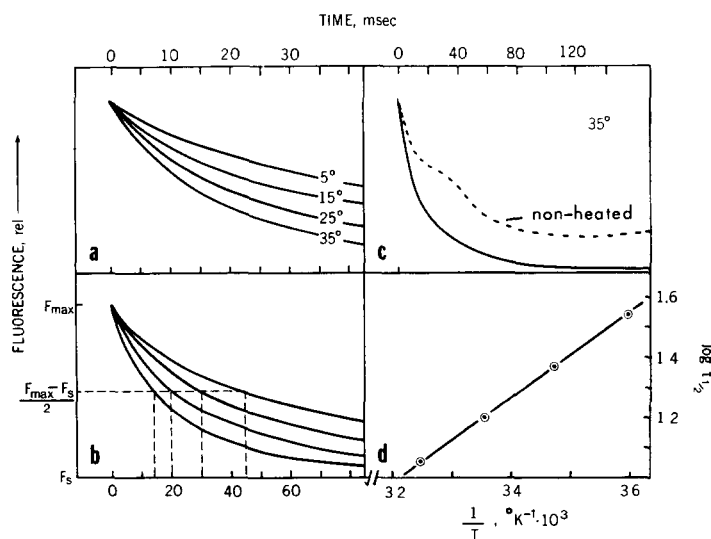 TIME, msec
0 10 20 30
0 40 80 120
FLUORESCENCE, rel
5°
15°
25°
35°
a
35°
non-heated
c
Fmax
Fmax – Fs
2
Fs
b
0 20 40 60
1.6
1.4
1.2
log τ½
d
3.2 3.4 3.6
1
T , °K⁻¹·10³